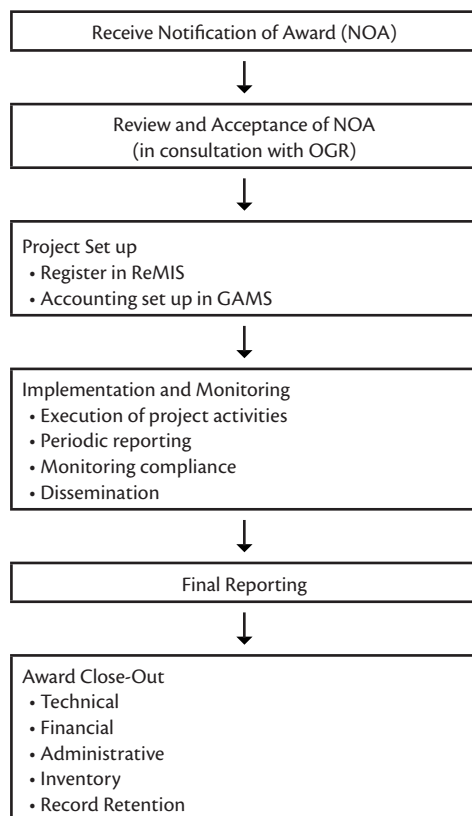 Receive Notification of Award (NOA)
Review and Acceptance of NOA
(in consultation with OGR)
Project Set up
• Register in ReMIS
• Accounting set up in GAMS
Implementation and Monitoring
• Execution of project activities
• Periodic reporting
• Monitoring compliance
• Dissemination
Final Reporting
Award Close-Out
• Technical
• Financial
• Administrative
• Inventory
• Record Retention